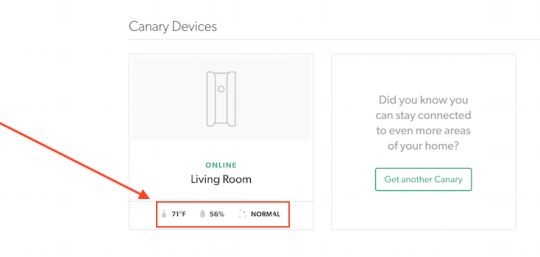 Canary Devices
ONLINE
Living Room
71°F 56% NORMAL
Did you know you
can stay connected
to even more areas
of your home?
Get another Canary